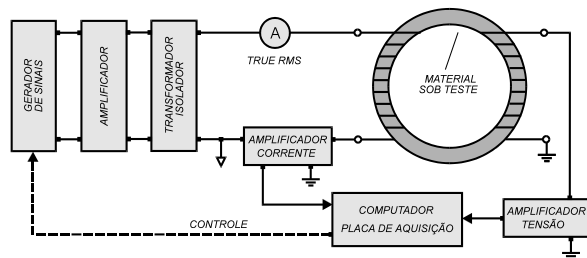 GERADOR
DE SINAIS
AMPLIFICADOR
TRANSFORMADOR
ISOLADOR
A
TRUE RMS
MATERIAL
SOB TESTE
AMPLIFICADOR
CORRENTE
COMPUTADOR
PLACA DE AQUISIÇÃO
AMPLIFICADOR
TENSÃO
CONTROLE